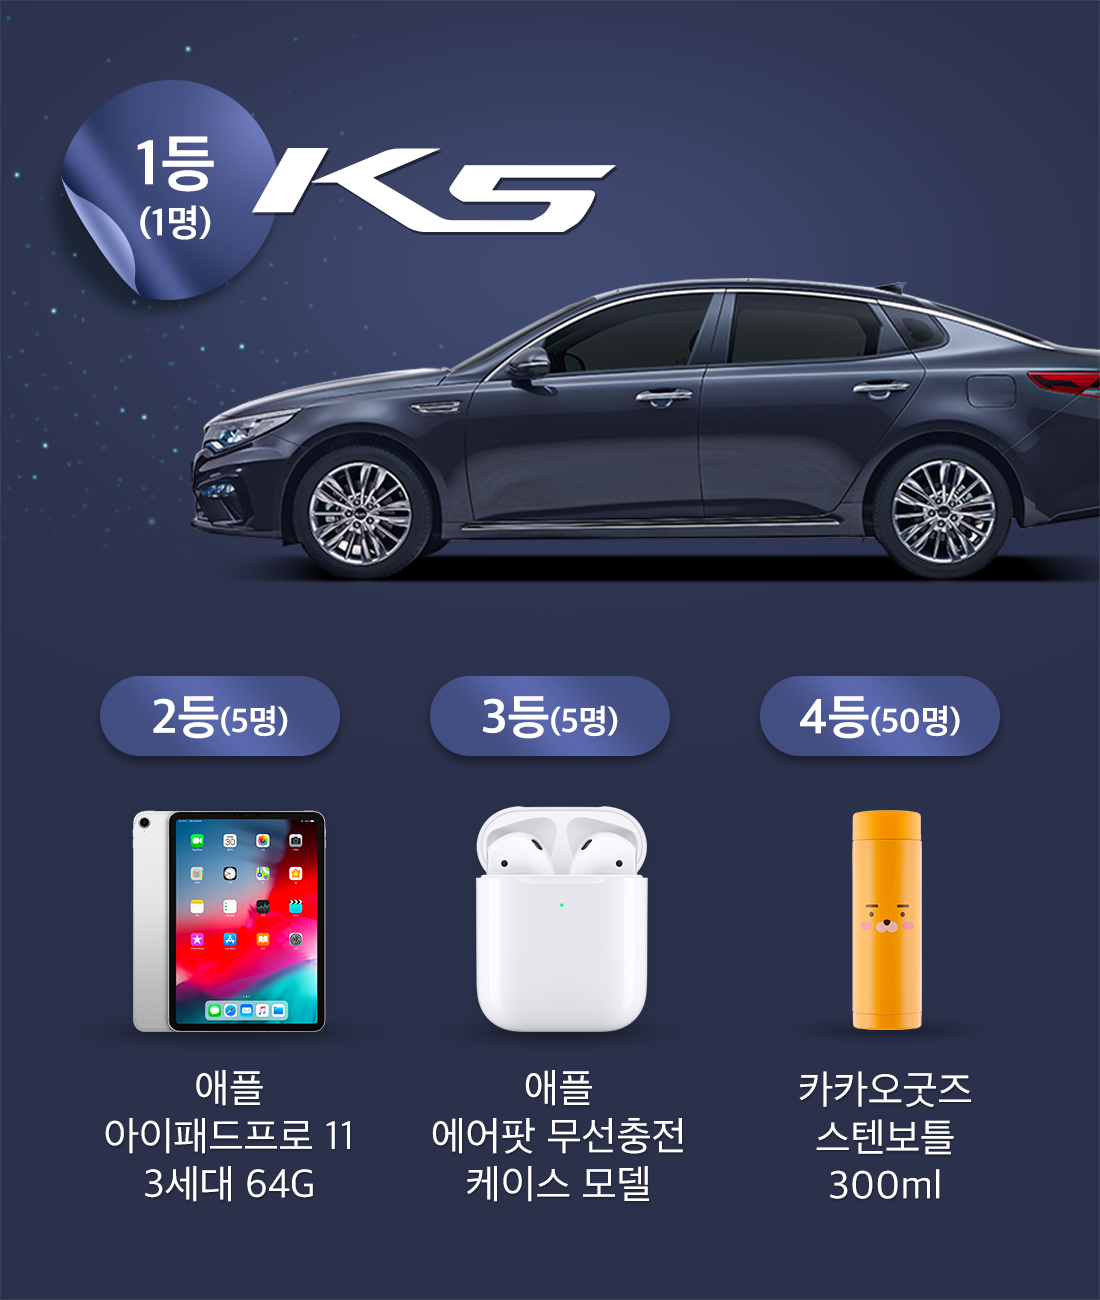 1등
(1명)
K5
2등(5명)
3등(5명)
4등(50명)
애플
아이패드프로 11
3세대 64G
애플
에어팟 무선충전
케이스 모델
카카오굿즈
스텐보틀
300ml